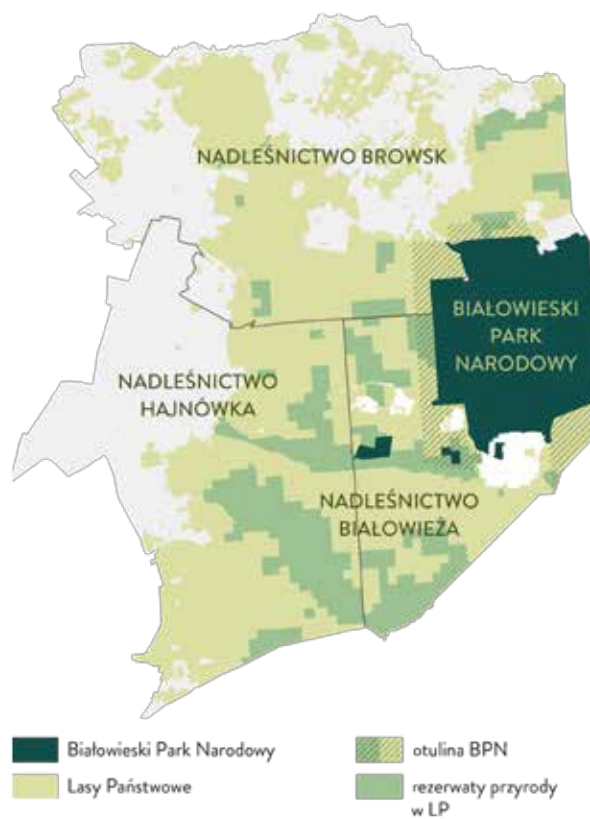 NADLEŚNICTWO BROWSK
BIAŁOWIESKI
PARK
NARODOWY
NADLEŚNICTWO
HAJNÓWKA
NADLEŚNICTWO
BIAŁOWIEŻA
Białowieski Park Narodowy
Lasy Państwowe
otulina BPN
rezerwaty przyrody
w LP